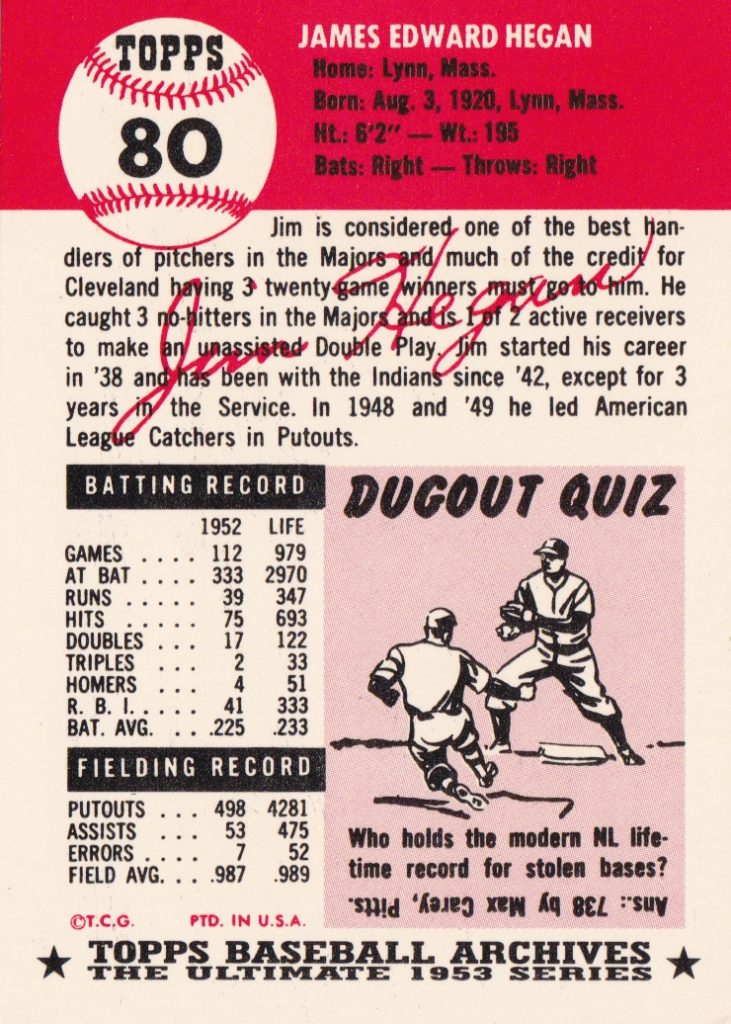 TOPPS
80
JAMES EDWARD HEGAN
Home: Lynn, Mass.
Born: Aug. 3, 1920, Lynn, Mass.
Ht.: 6'2" — Wt.: 195
Bats: Right — Throws: Right
Jim is considered one of the best han-
dlers of pitchers in the Majors and much of the credit for
Cleveland having 3 twenty-game winners must go to him. He
caught 3 no-hitters in the Majors and is 1 of 2 active receivers
to make an unassisted Double Play. Jim started his career
in '38 and has been with the Indians since '42, except for 3
years in the Service. In 1948 and '49 he led American
League Catchers in Putouts.
Jim Hegan
BATTING RECORD
1952 LIFE
GAMES .... 112 979
AT BAT .... 333 2970
RUNS ..... 39 347
HITS ..... 75 693
DOUBLES ... 17 122
TRIPLES ... 2 33
HOMERS ... 4 51
R. B. I. .... 41 333
BAT. AVG. ... .225 .233
FIELDING RECORD
PUTOUTS ... 498 4281
ASSISTS ... 53 475
ERRORS .... 7 52
FIELD AVG. ... .987 .989
DUGOUT QUIZ
Who holds the modern NL life-
time record for stolen bases?
Ans.: 738 by Max Carey, Pitts.
©T.C.G. PTD. IN U.S.A.
TOPPS BASEBALL ARCHIVES
THE ULTIMATE 1953 SERIES